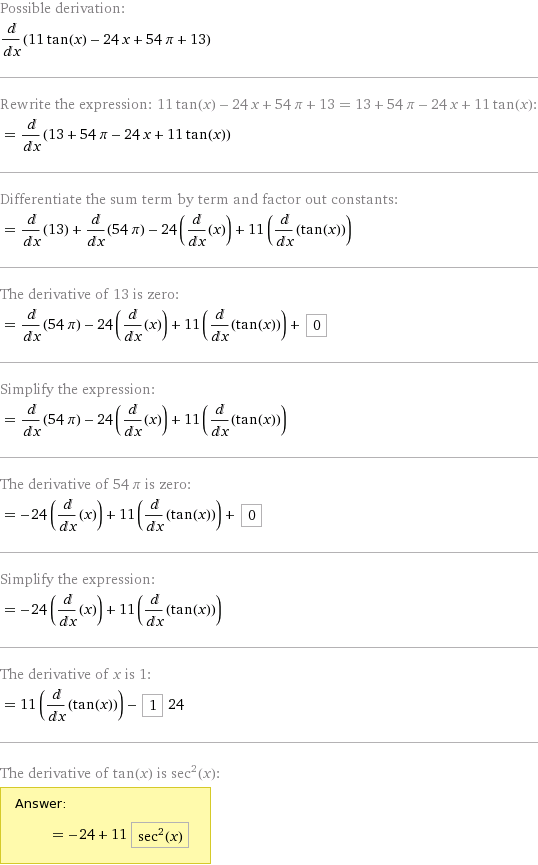 Possible derivation:
d/dx(11 tan(x) − 24 x + 54 π + 13)
Rewrite the expression: 11 tan(x) − 24 x + 54 π + 13 = 13 + 54 π − 24 x + 11 tan(x):
= d/dx(13 + 54 π − 24 x + 11 tan(x))
Differentiate the sum term by term and factor out constants:
= d/dx(13) + d/dx(54 π) − 24 (d/dx(x)) + 11 (d/dx(tan(x)))
The derivative of 13 is zero:
= d/dx(54 π) − 24 (d/dx(x)) + 11 (d/dx(tan(x))) + 0
Simplify the expression:
= d/dx(54 π) − 24 (d/dx(x)) + 11 (d/dx(tan(x)))
The derivative of 54 π is zero:
= −24 (d/dx(x)) + 11 (d/dx(tan(x))) + 0
Simplify the expression:
= −24 (d/dx(x)) + 11 (d/dx(tan(x)))
The derivative of x is 1:
= 11 (d/dx(tan(x))) − 1 24
The derivative of tan(x) is sec²(x):
Answer:
= −24 + 11 sec²(x)